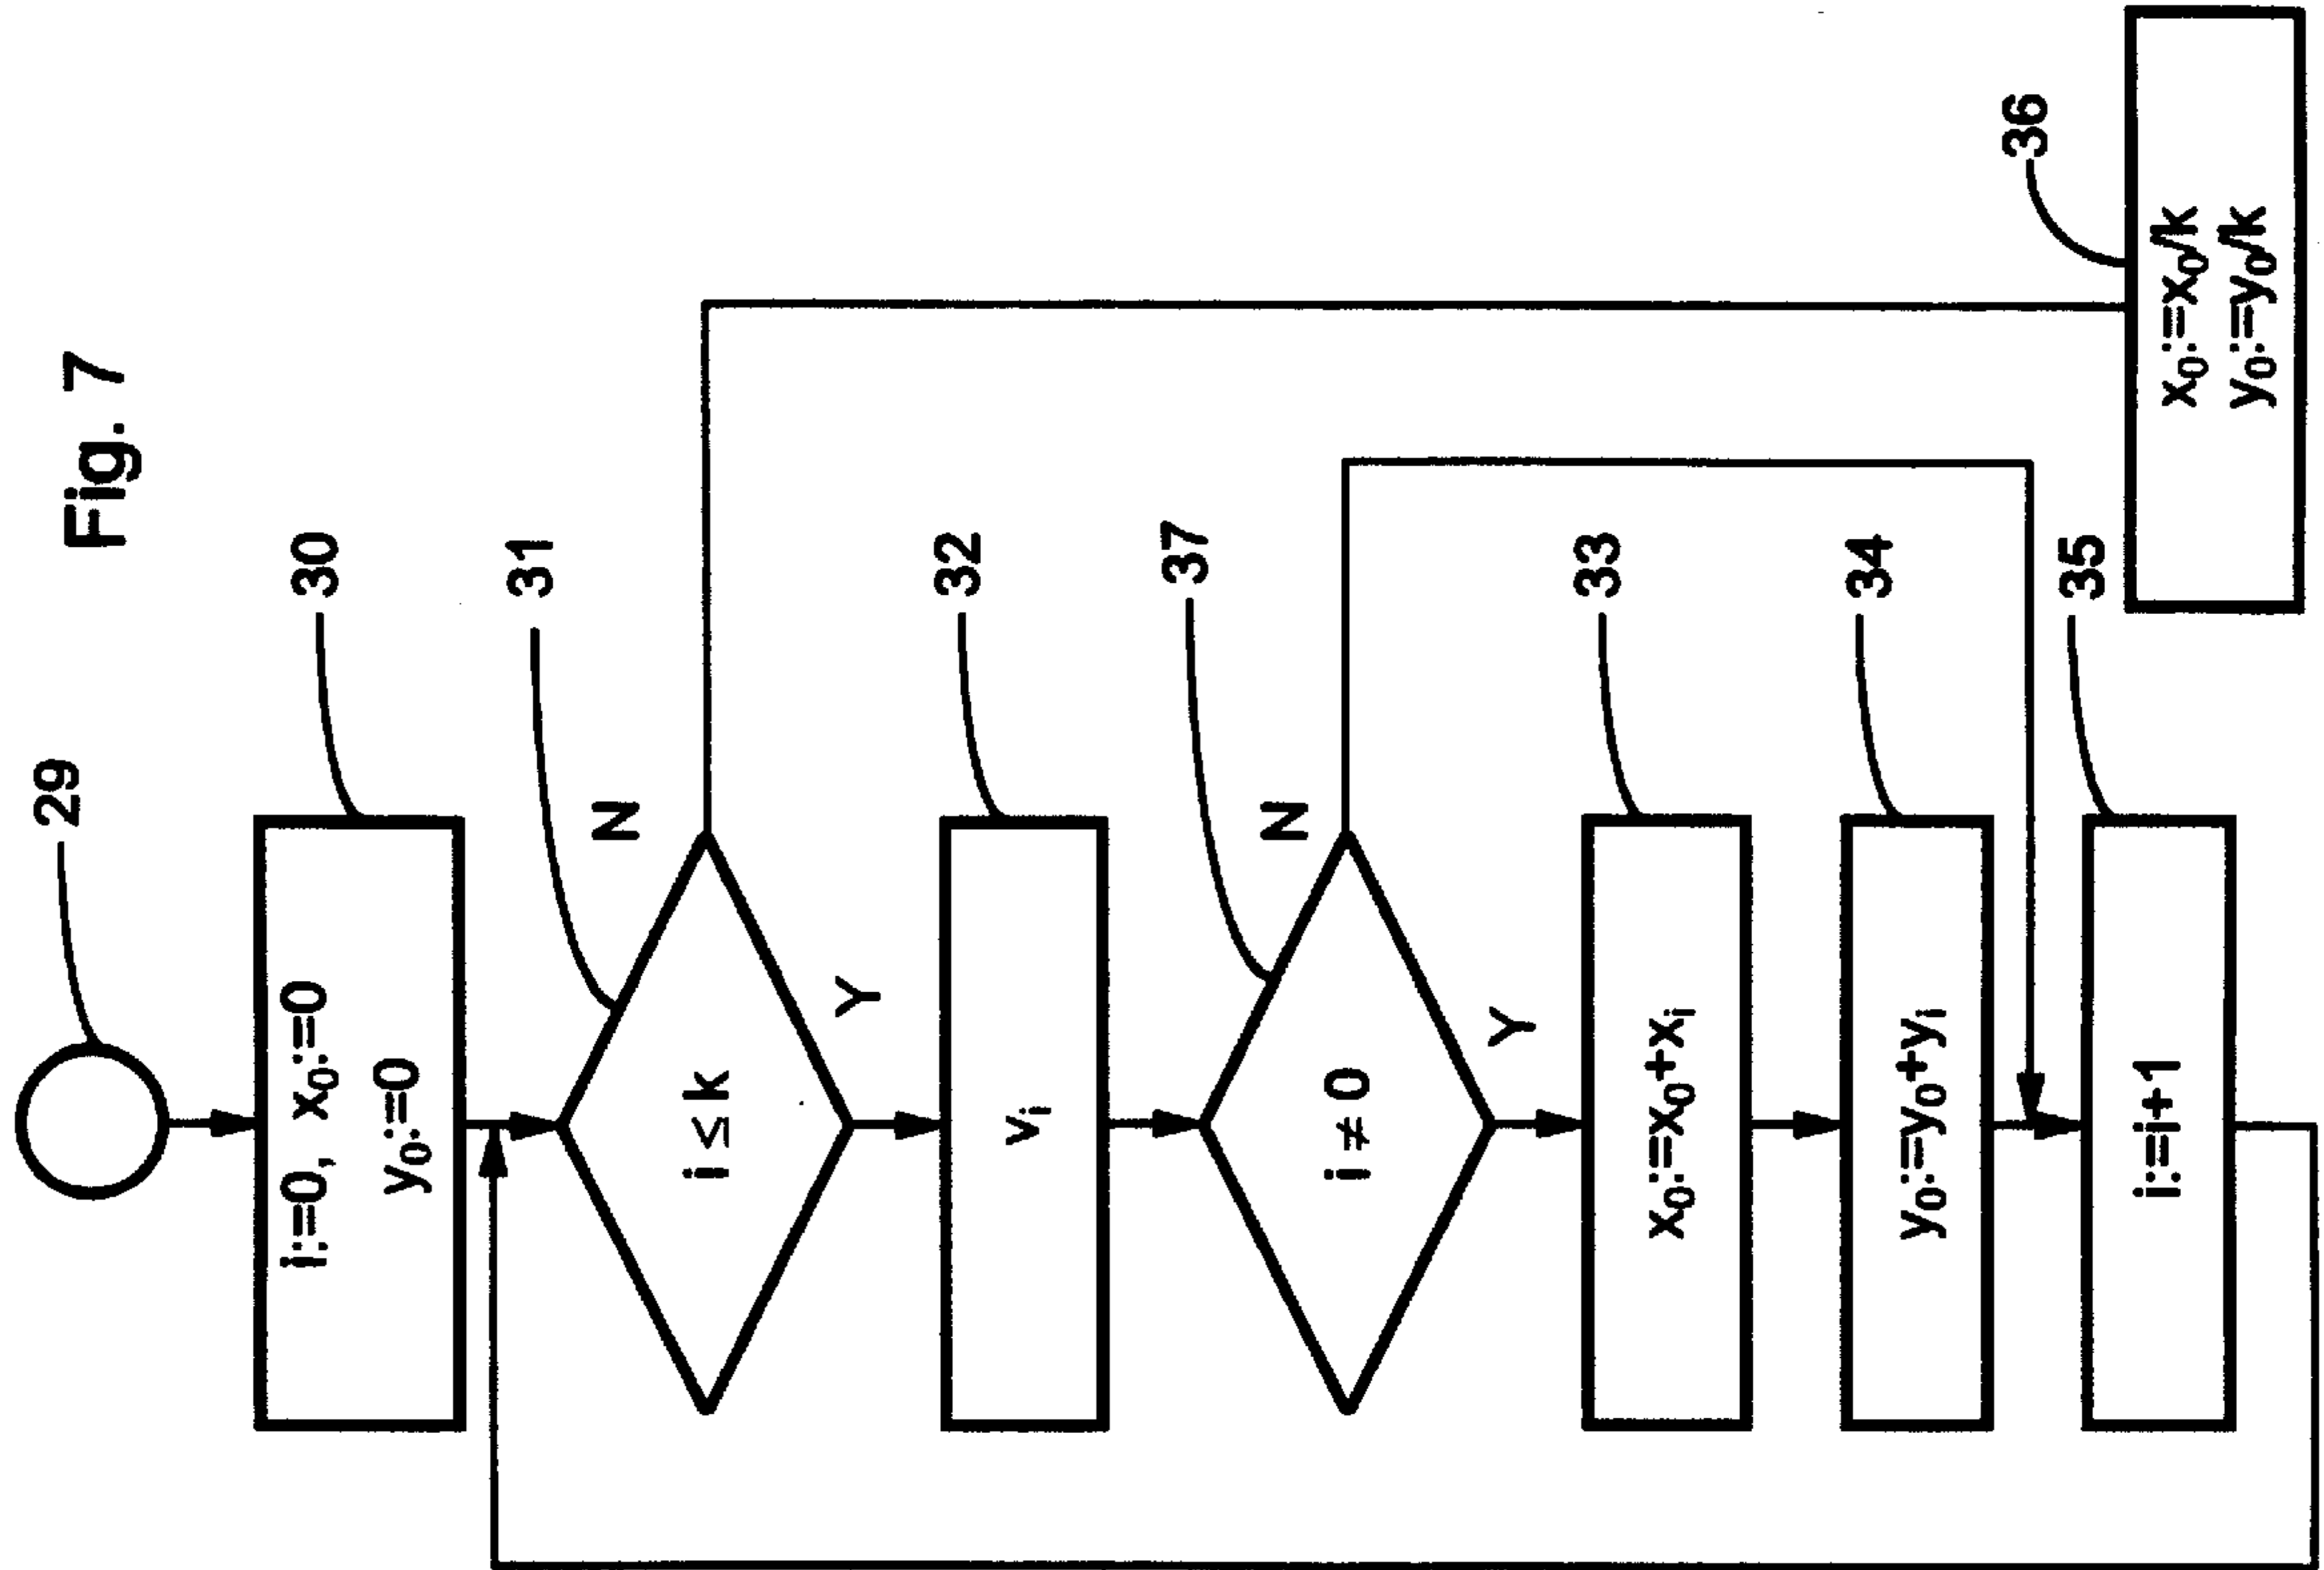 Fig. 7
29
i:=0, x₀:=0
y₀:=0
30
i ≤ k
31
N
Y
vᵢ
32
i ≠ 0
37
N
Y
x₀:=x₀+xᵢ
33
y₀:=y₀+yᵢ
34
i:=i+1
35
x₀:=x₀/k
y₀:=y₀/k
36